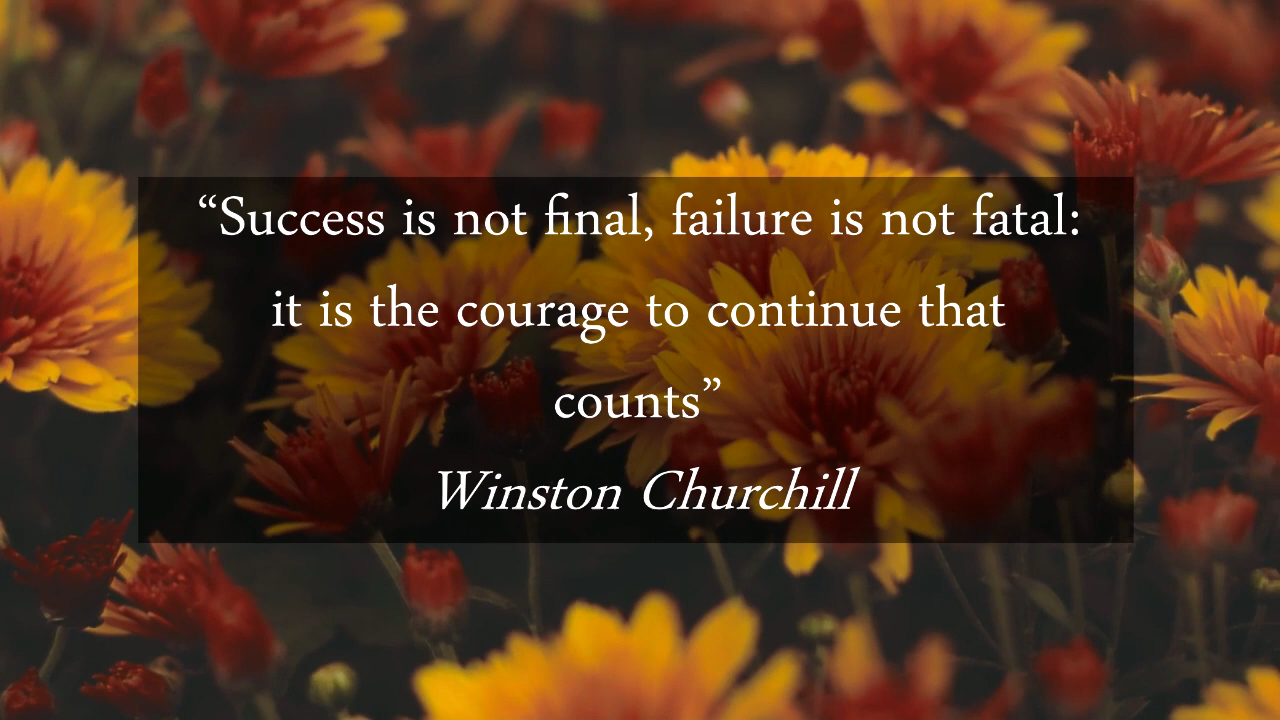 “Success is not final, failure is not fatal:
it is the courage to continue that
counts”
Winston Churchill